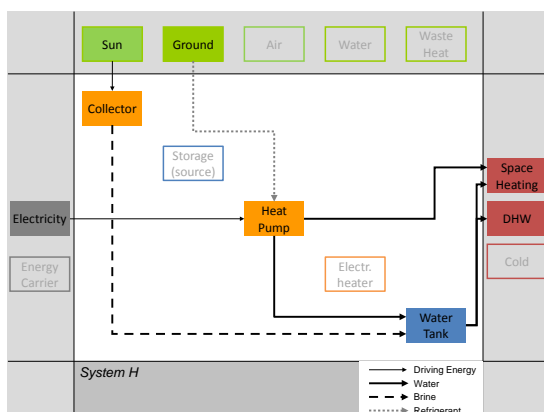 Sun
Ground
Air
Water
Waste
Heat
Collector
Storage
(source)
Space
Heating
Electricity
Heat
Pump
DHW
Energy
Carrier
Electr.
heater
Cold
Water
Tank
System H
Driving Energy
Water
Brine
Refrigerant